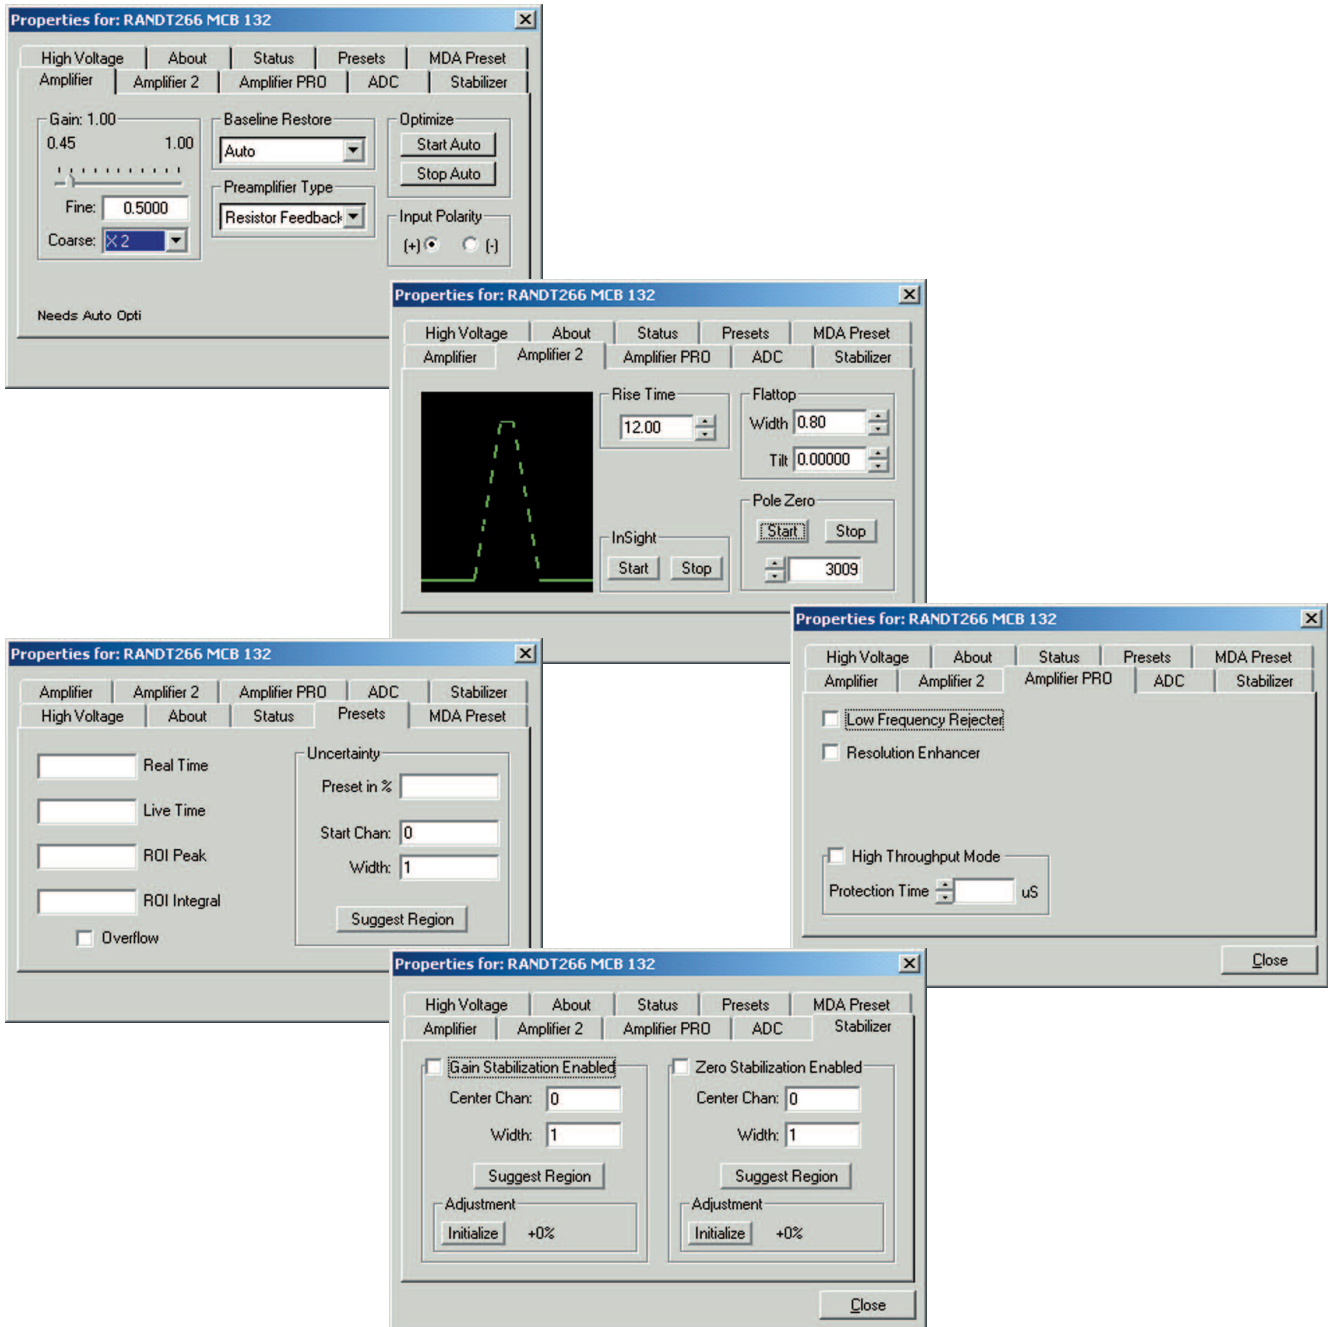 Properties for: RANDT266 MCB 132
High Voltage About Status Presets MDA Preset
Amplifier Amplifier 2 Amplifier PRO ADC Stabilizer
Gain: 1.00
0.45 1.00
Fine: 0.5000
Coarse: X 2
Baseline Restore
Auto
Preamplifier Type
Resistor Feedback
Optimize
Start Auto
Stop Auto
Input Polarity
(+) (-)
Needs Auto Opti
Properties for: RANDT266 MCB 132
High Voltage About Status Presets MDA Preset
Amplifier Amplifier 2 Amplifier PRO ADC Stabilizer
Rise Time
12.00
Flattop
Width 0.80
Tilt 0.00000
InSight
Start Stop
Pole Zero
Start Stop
3009
Properties for: RANDT266 MCB 132
High Voltage About Status Presets MDA Preset
Amplifier Amplifier 2 Amplifier PRO ADC Stabilizer
Low Frequency Rejecter
Resolution Enhancer
High Throughput Mode
Protection Time uS
Close
Properties for: RANDT266 MCB 132
Amplifier Amplifier 2 Amplifier PRO ADC Stabilizer
High Voltage About Status Presets MDA Preset
Real Time
Live Time
ROI Peak
ROI Integral
Overflow
Uncertainty
Preset in %
Start Chan: 0
Width: 1
Suggest Region
Properties for: RANDT266 MCB 132
High Voltage About Status Presets MDA Preset
Amplifier Amplifier 2 Amplifier PRO ADC Stabilizer
Gain Stabilization Enabled
Center Chan: 0
Width: 1
Suggest Region
Adjustment
Initialize +0%
Zero Stabilization Enabled
Center Chan: 0
Width: 1
Suggest Region
Adjustment
Initialize +0%
Close